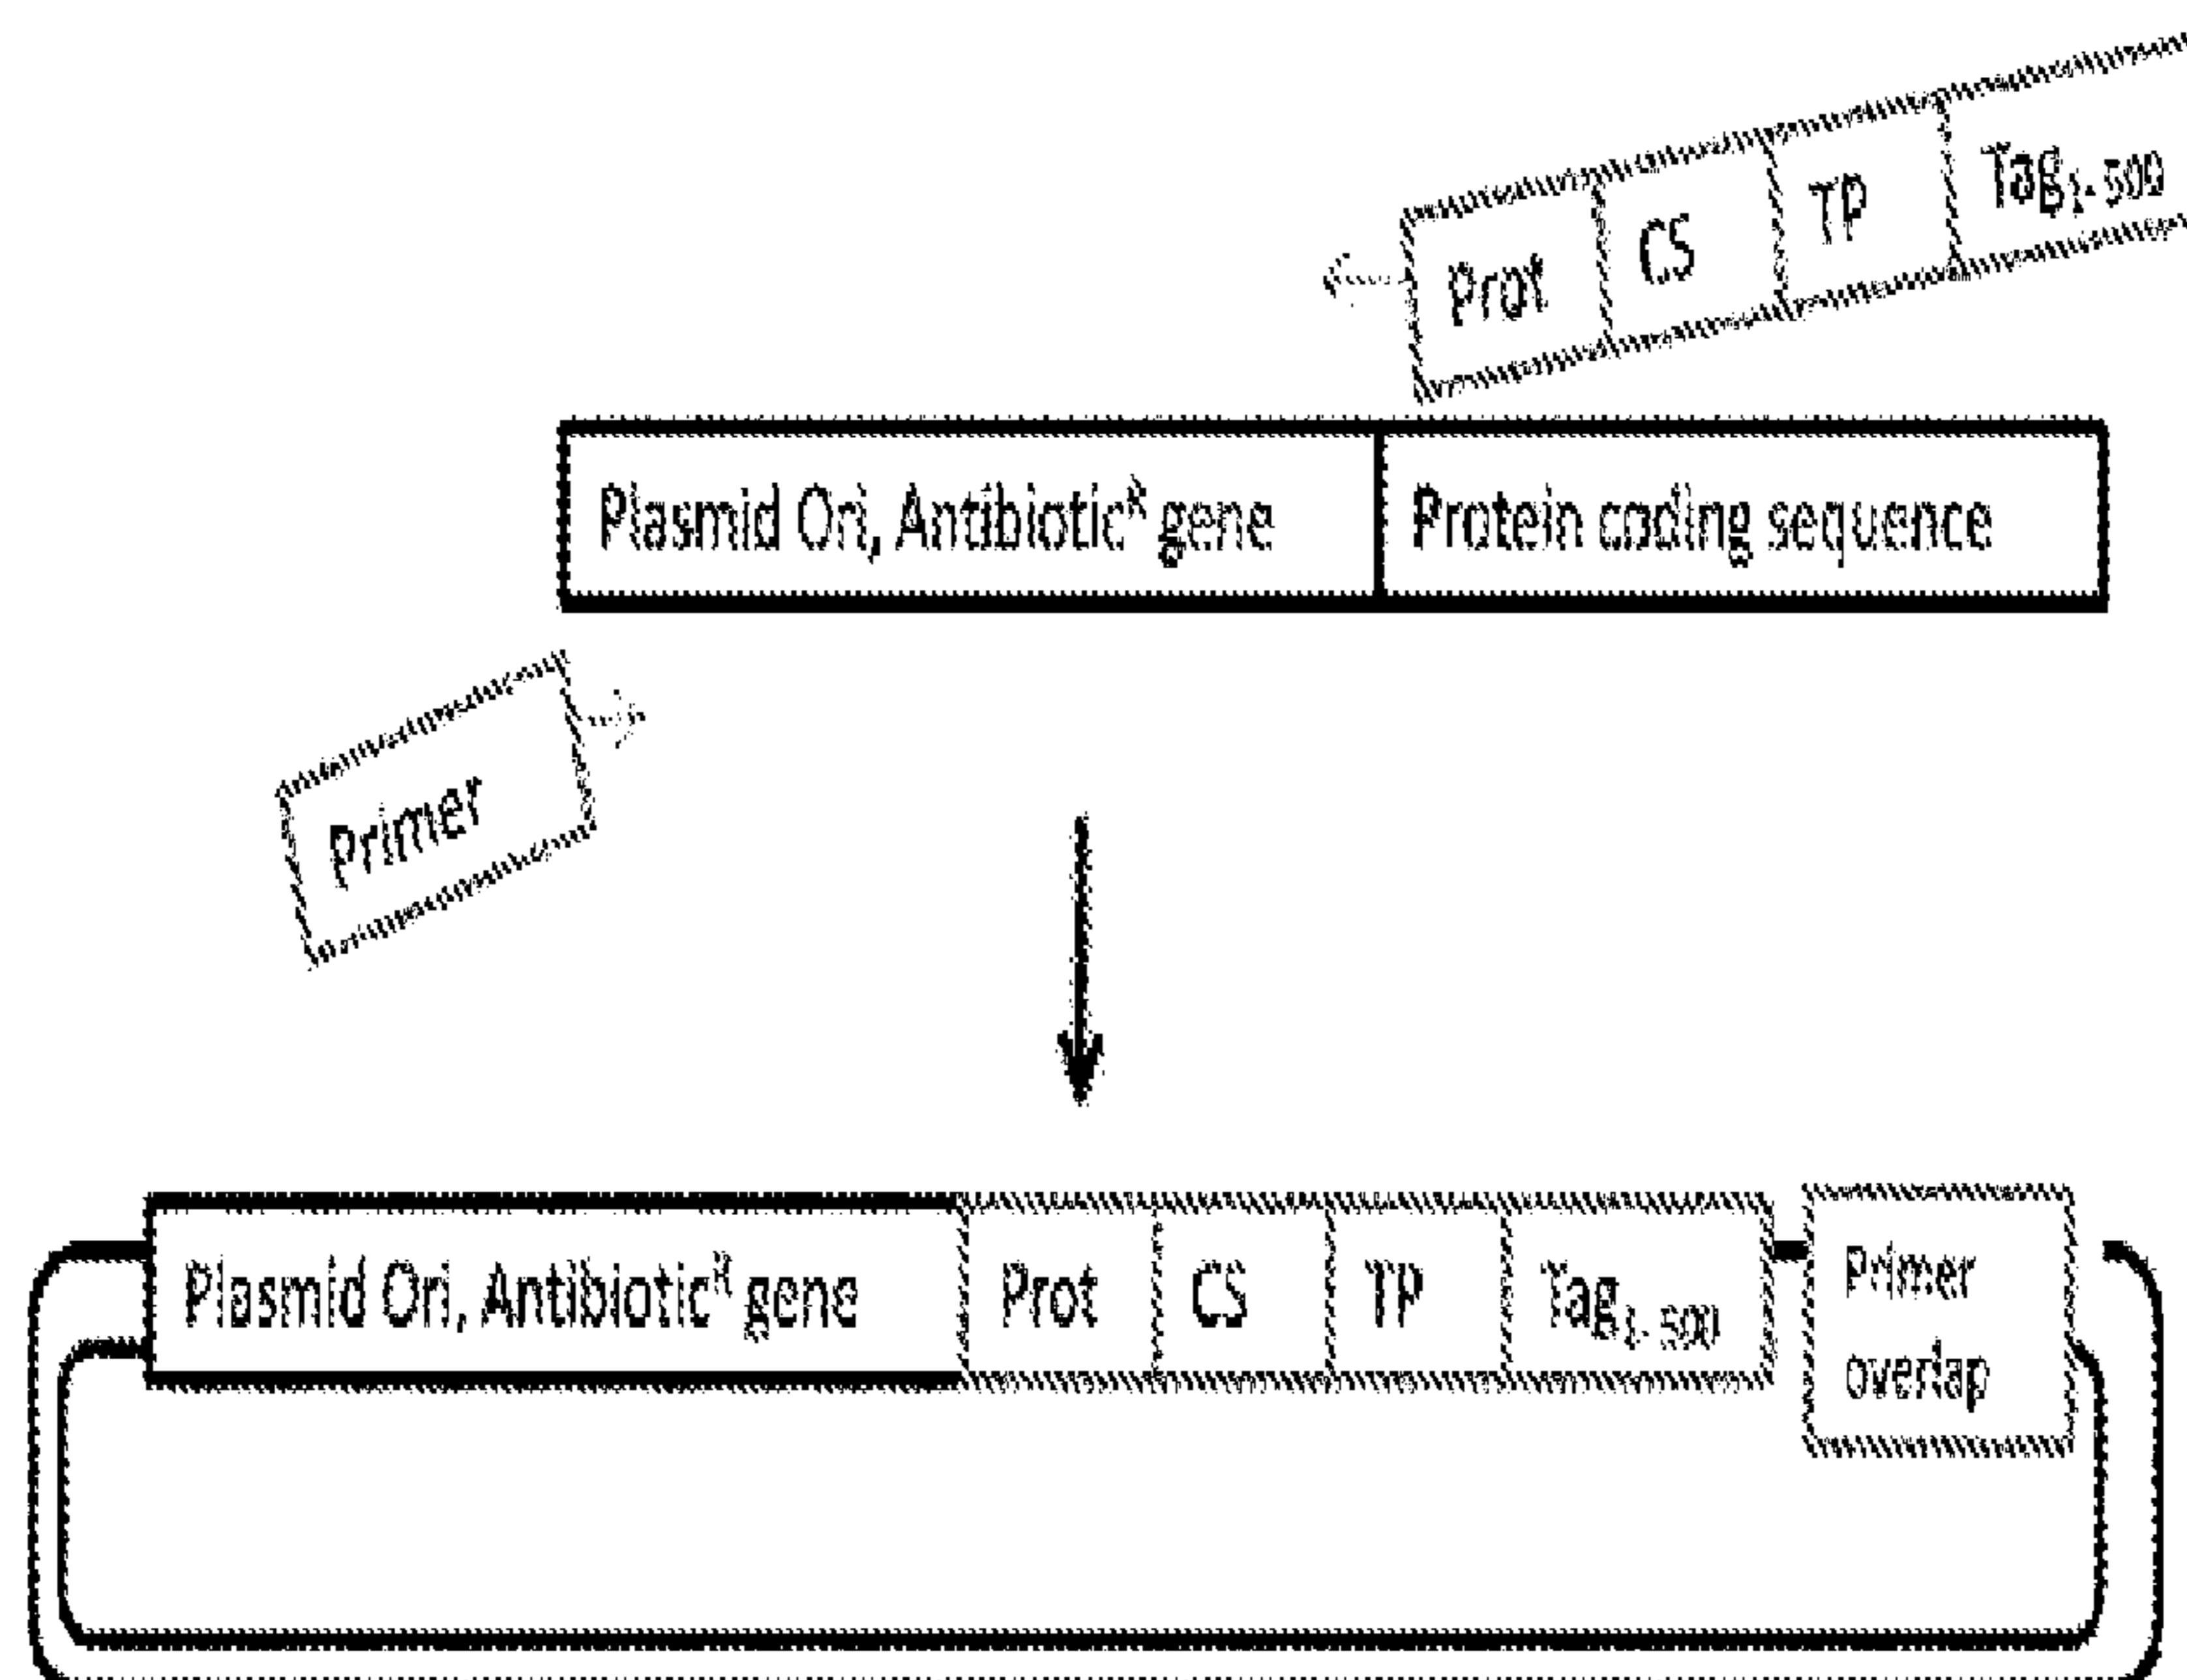 Prot CS TP Tag1-500
Plasmid Ori, Antibioticᴿ gene Protein coding sequence
Primer
Plasmid Ori, Antibioticᴿ gene Prot CS TP Tag1-500 Primer
overlap